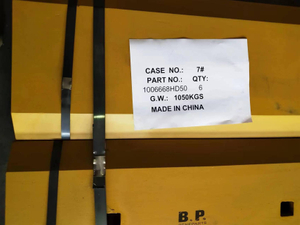 CASE NO.: 7#
PART NO.: QTY:
1006668HD50 6
G.W.: 1050KGS
MADE IN CHINA
B.P.